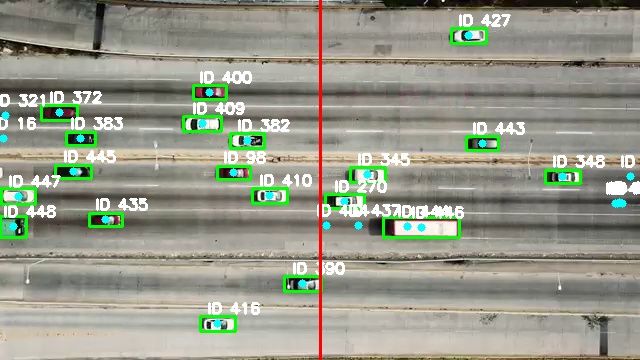 ID 427
ID 400
ID 372
ID 321
ID 409
ID 383
ID 382
ID 443
ID 445
ID 98
ID 345
ID 348
ID 447
ID 410
ID 270
ID 448
ID 435
ID 390
ID 416